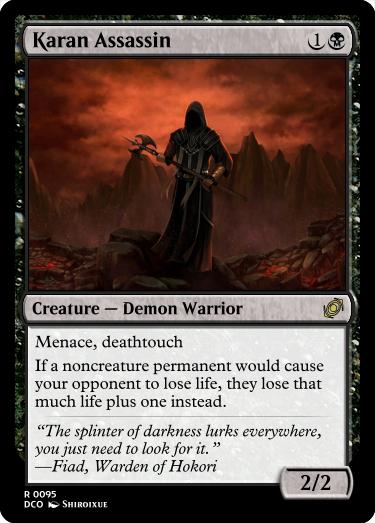 Karan Assassin 1
Creature — Demon Warrior
Menace, deathtouch
If a noncreature permanent would cause
your opponent to lose life, they lose that
much life plus one instead.
“The splinter of darkness lurks everywhere,
you just need to look for it.”
—Fiad, Warden of Hokori
2/2
R 0095
DCO Shiroixue